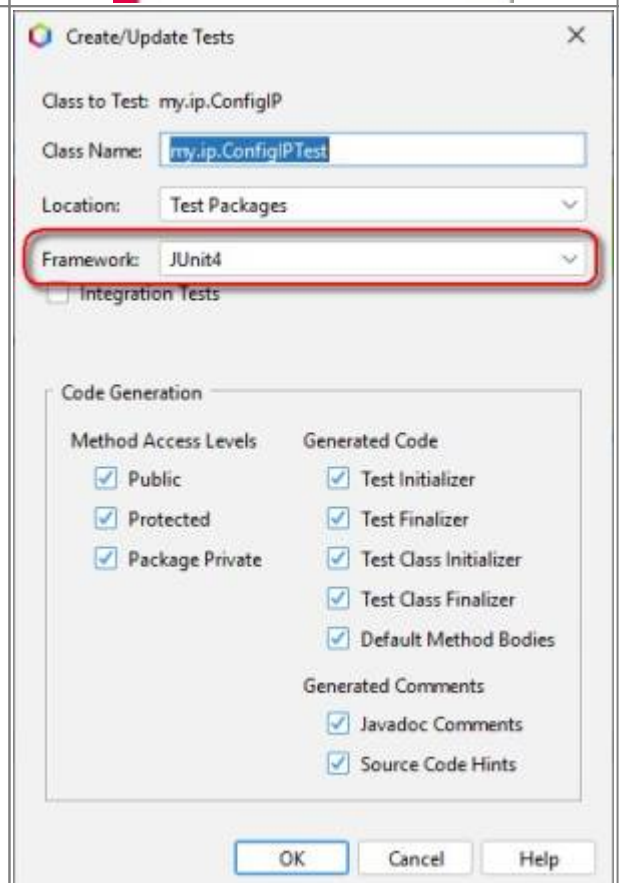 Create/Update Tests
Class to Test: my.ip.ConfigIP
Class Name: my.ip.ConfigIPTest
Location: Test Packages
Framework: JUnit4
Integration Tests
Code Generation
Method Access Levels
Public
Protected
Package Private
Generated Code
Test Initializer
Test Finalizer
Test Class Initializer
Test Class Finalizer
Default Method Bodies
Generated Comments
Javadoc Comments
Source Code Hints
OK Cancel Help